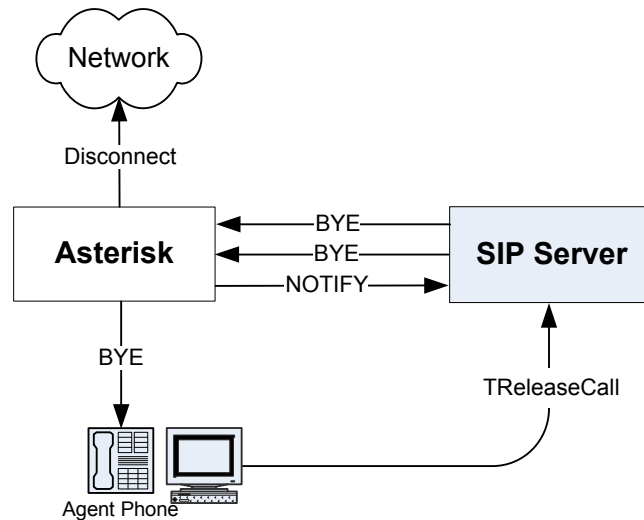 Network
Disconnect
BYE
Asterisk
BYE
SIP Server
NOTIFY
BYE
TReleaseCall
Agent Phone